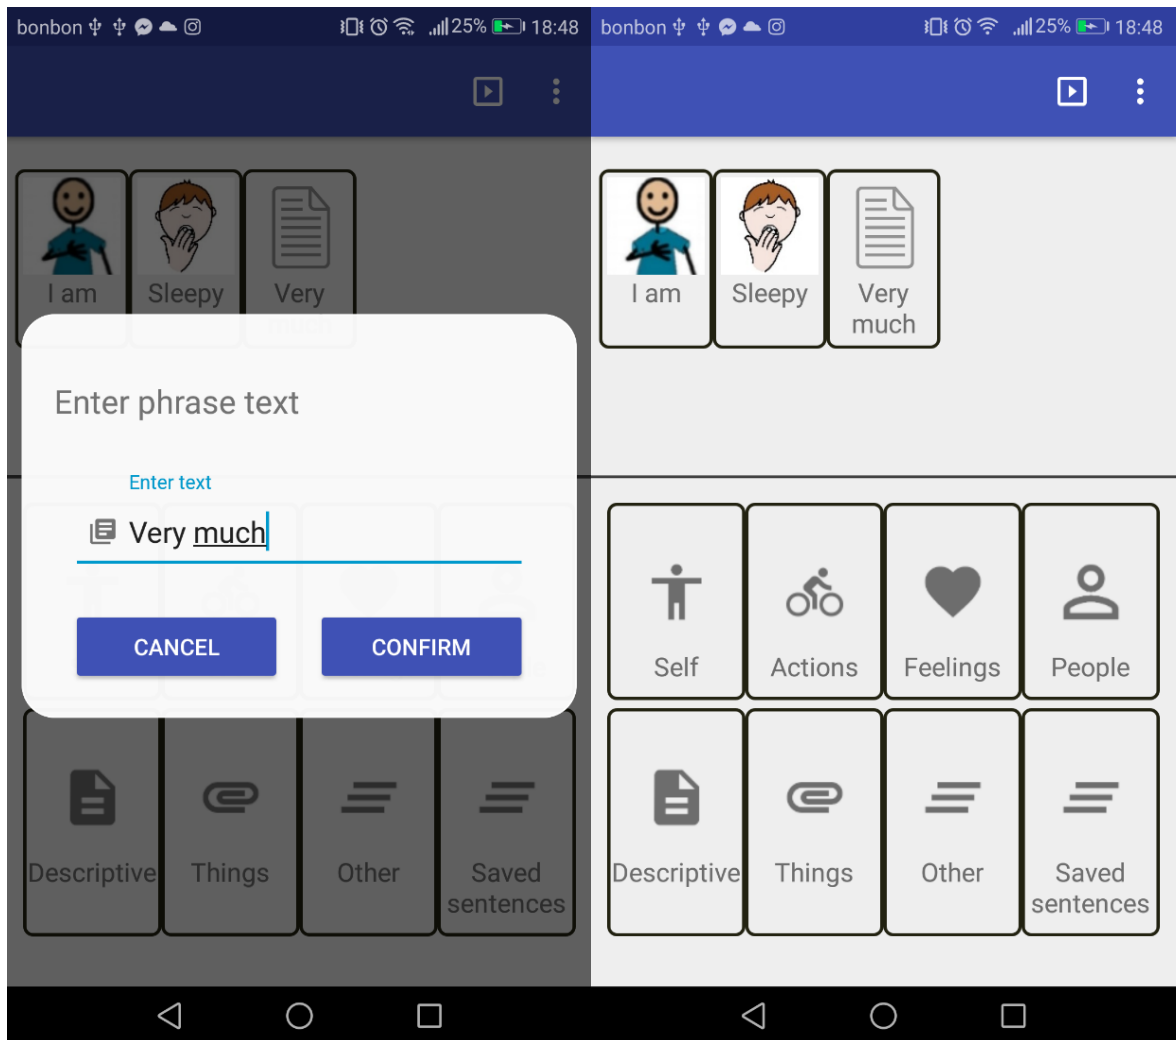 bonbon 25% 18:48
I am Sleepy Very
much
Enter phrase text
Enter text
Very much
CANCEL CONFIRM
Descriptive Things Other Saved
sentences
bonbon 25% 18:48
I am Sleepy Very
much
Self Actions Feelings People
Descriptive Things Other Saved
sentences